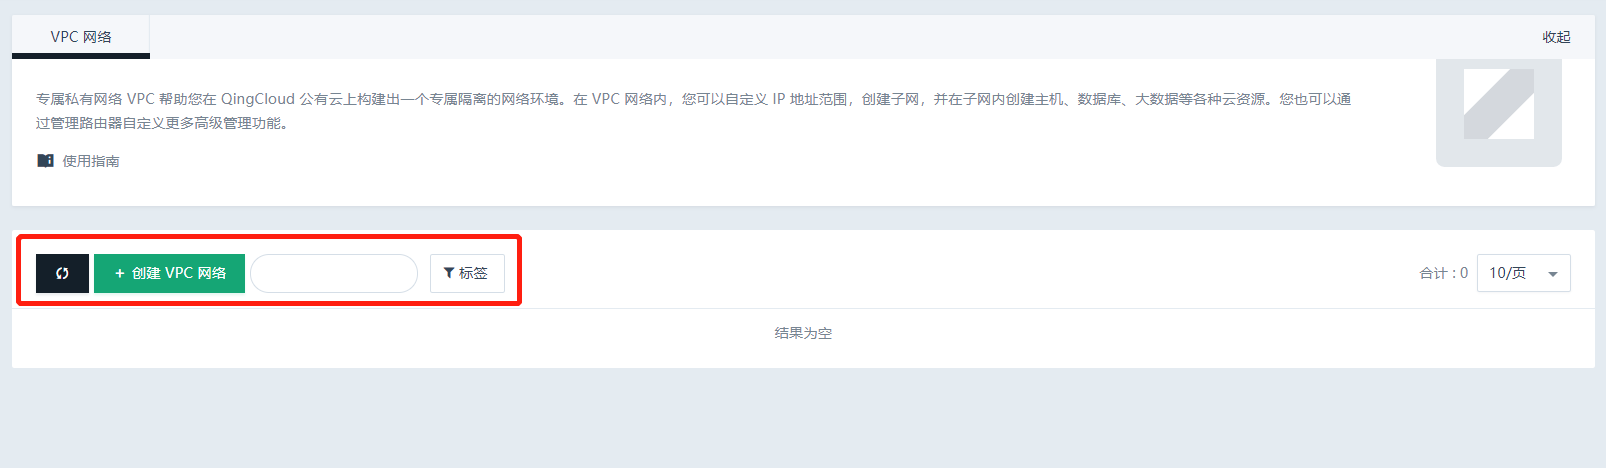 VPC 网络
收起
专属私有网络 VPC 帮助您在 QingCloud 公有云上构建出一个专属隔离的网络环境。在 VPC 网络内，您可以自定义 IP 地址范围，创建子网，并在子网内创建主机、数据库、大数据等各种云资源。您也可以通
过管理路由器自定义更多高级管理功能。
使用指南
+ 创建 VPC 网络 标签 合计 : 0 10/页
结果为空